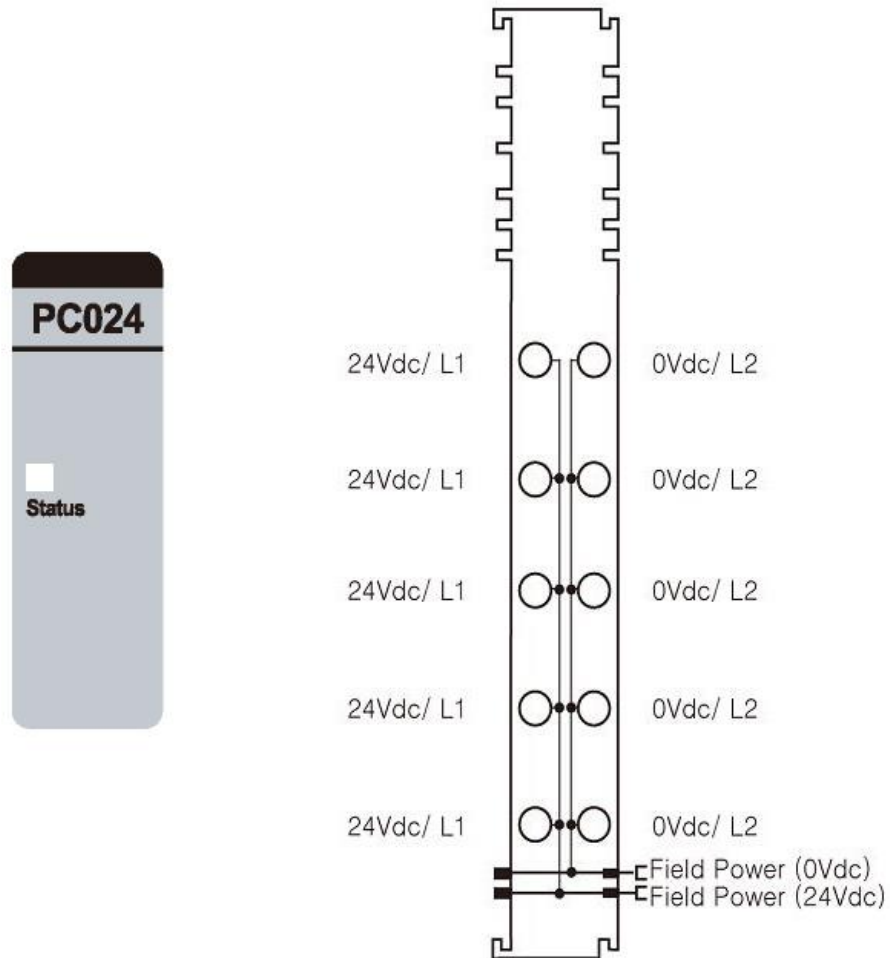 PC024
Status
24Vdc/ L1 0Vdc/ L2
24Vdc/ L1 0Vdc/ L2
24Vdc/ L1 0Vdc/ L2
24Vdc/ L1 0Vdc/ L2
24Vdc/ L1 0Vdc/ L2
Field Power (0Vdc)
Field Power (24Vdc)